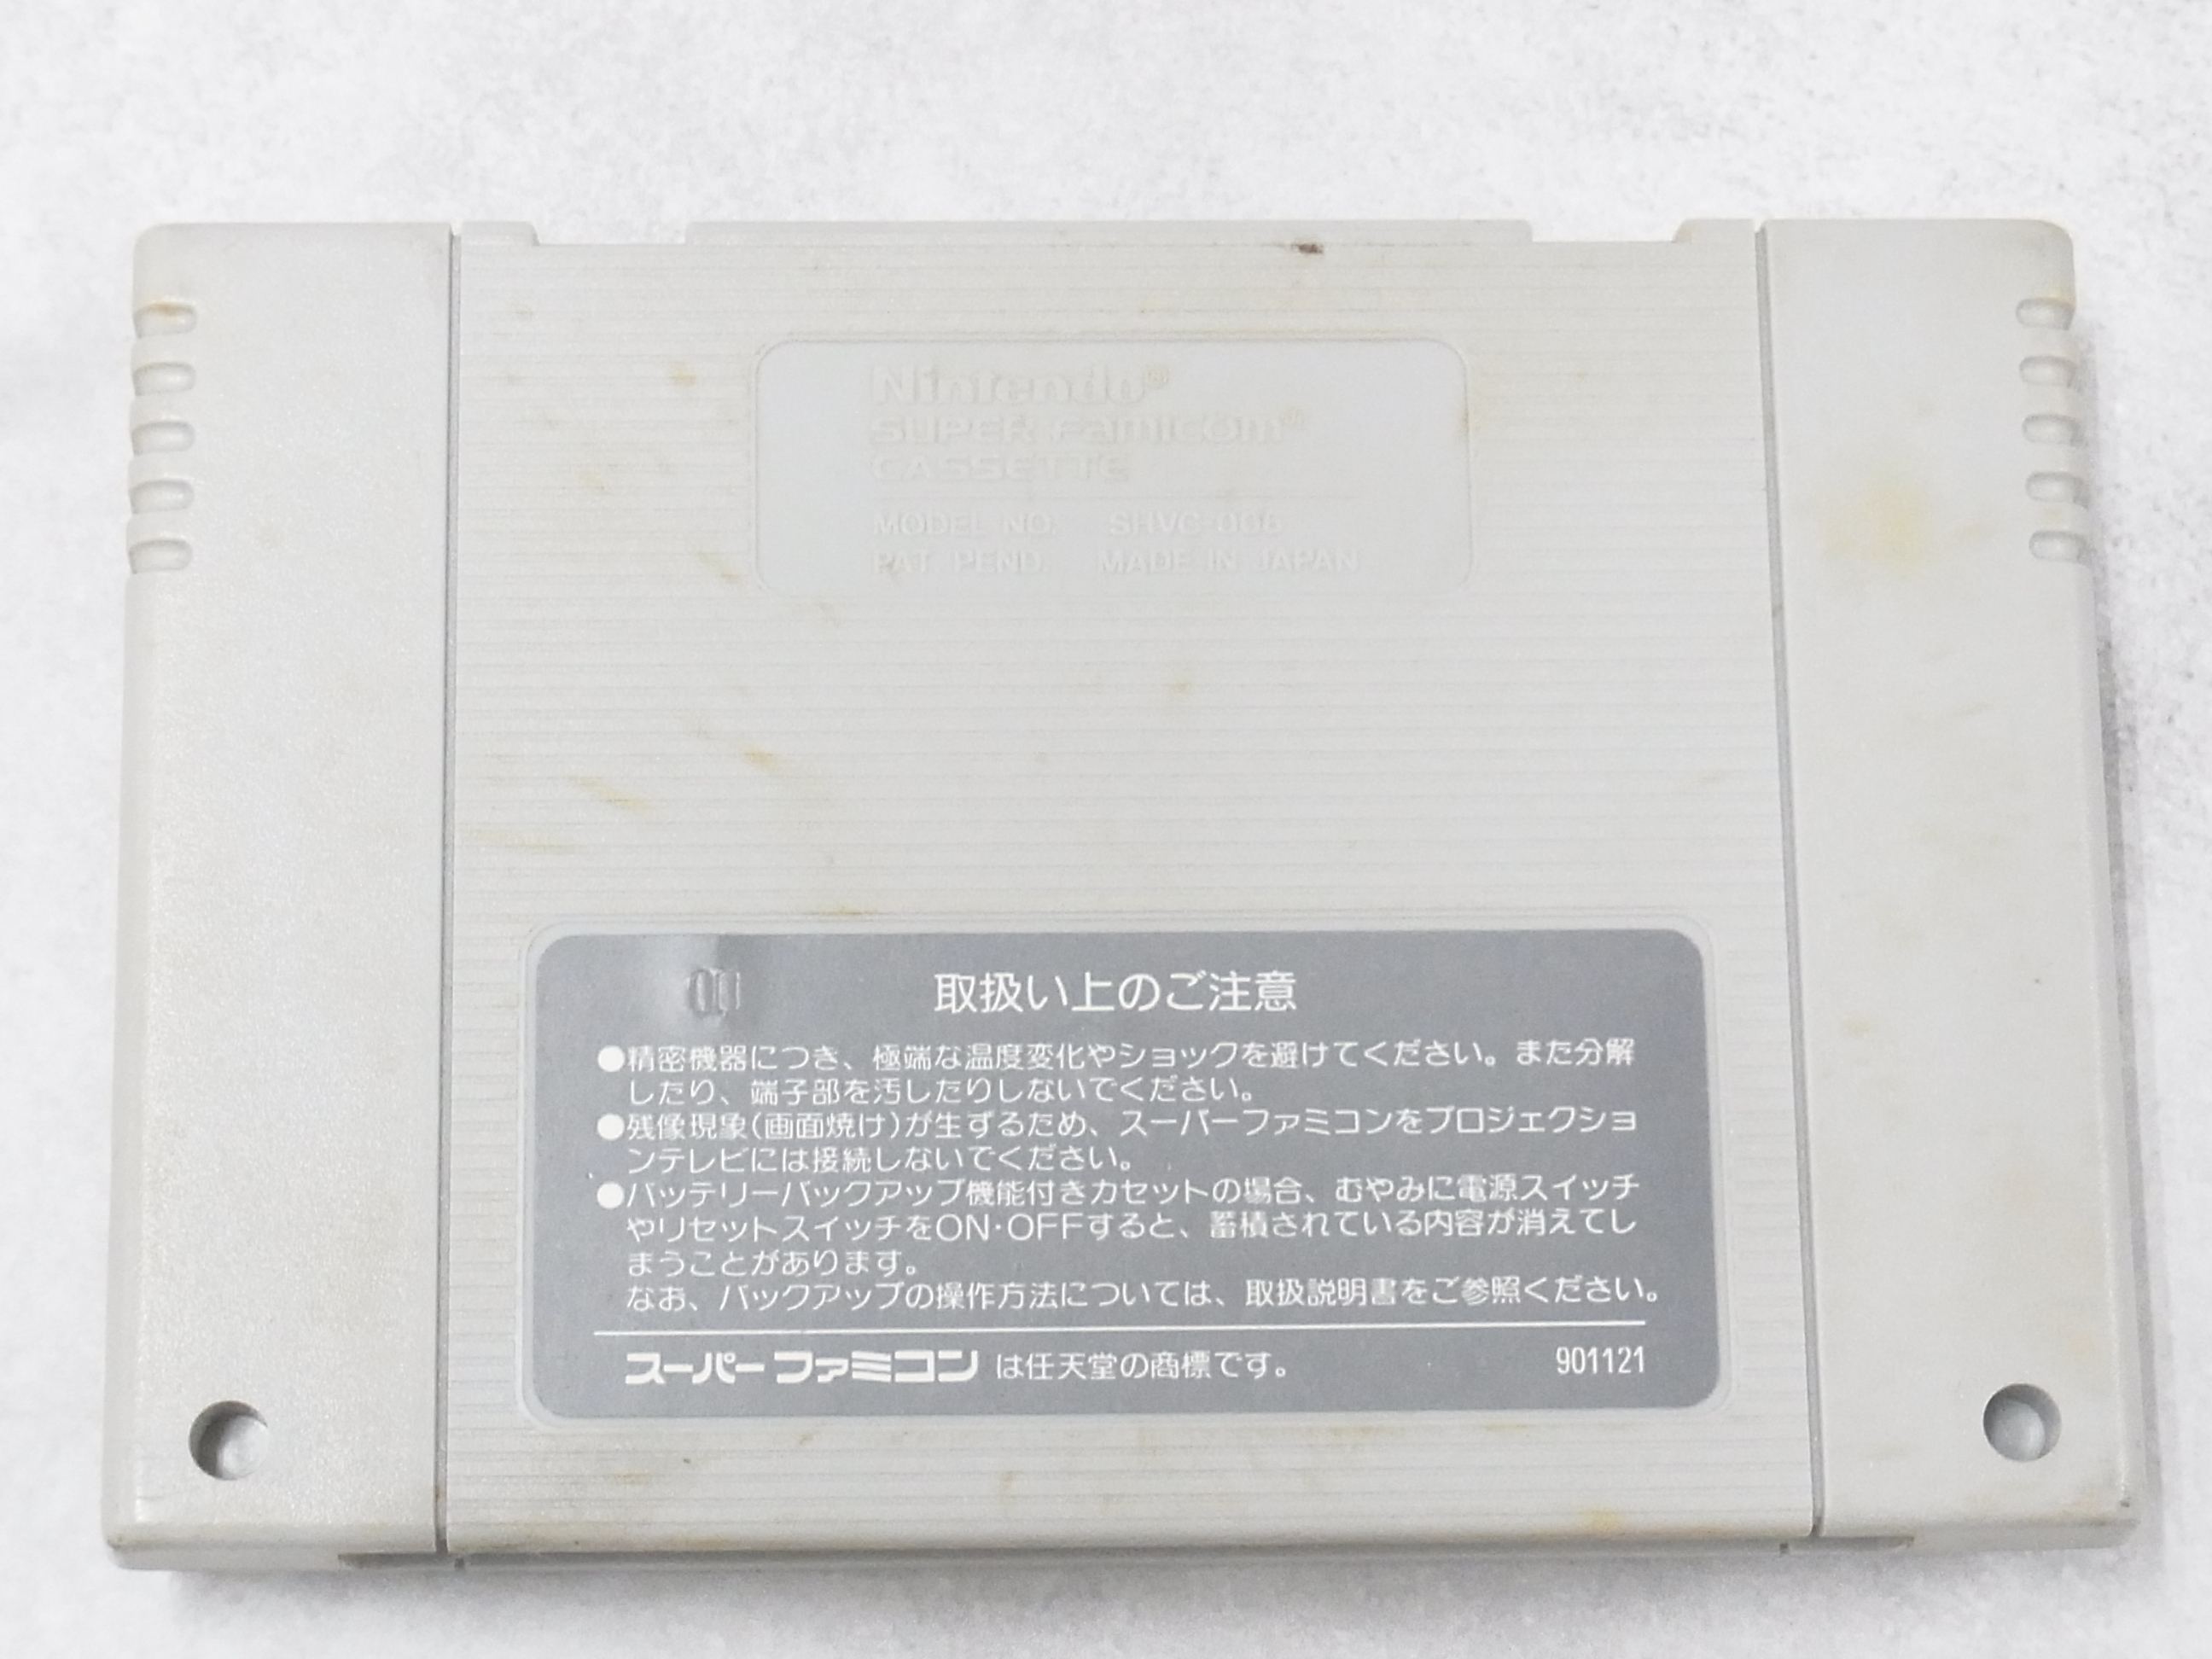 Nintendo®
SUPER FAMICOM™
CASSETTE
MODEL NO. SHVC-006
PAT. PEND. MADE IN JAPAN
取扱い上のご注意
●精密機器につき、極端な温度変化やショックを避けてください。また分解
したり、端子部を汚したりしないでください。
●残像現象(画面焼け)が生ずるため、スーパーファミコンをプロジェクショ
ンテレビには接続しないでください。
●バッテリーバックアップ機能付きカセットの場合、むやみに電源スイッチ
やリセットスイッチをON·OFFすると、蓄積されている内容が消えてし
まうことがあります。
なお、バックアップの操作方法については、取扱説明書をご参照ください。
スーパーファミコン は任天堂の商標です。 901121